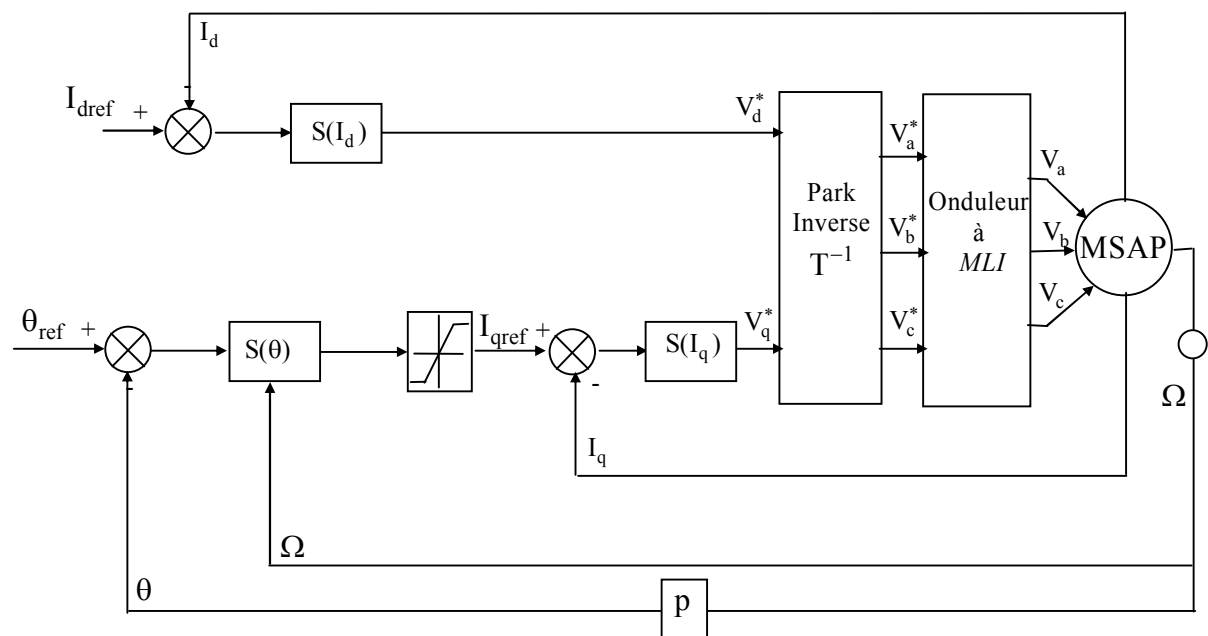 I_d
-
I_dref +
S(I_d)
V_d^*
V_a^*
V_a
Park
Inverse
T^−1
Onduleur
à
MLI
V_b^*
V_b
MSAP
V_c^*
V_c
θ_ref +
-
S(θ)
I_qref +
-
S(I_q)
V_q^*
I_q
Ω
Ω
θ
p